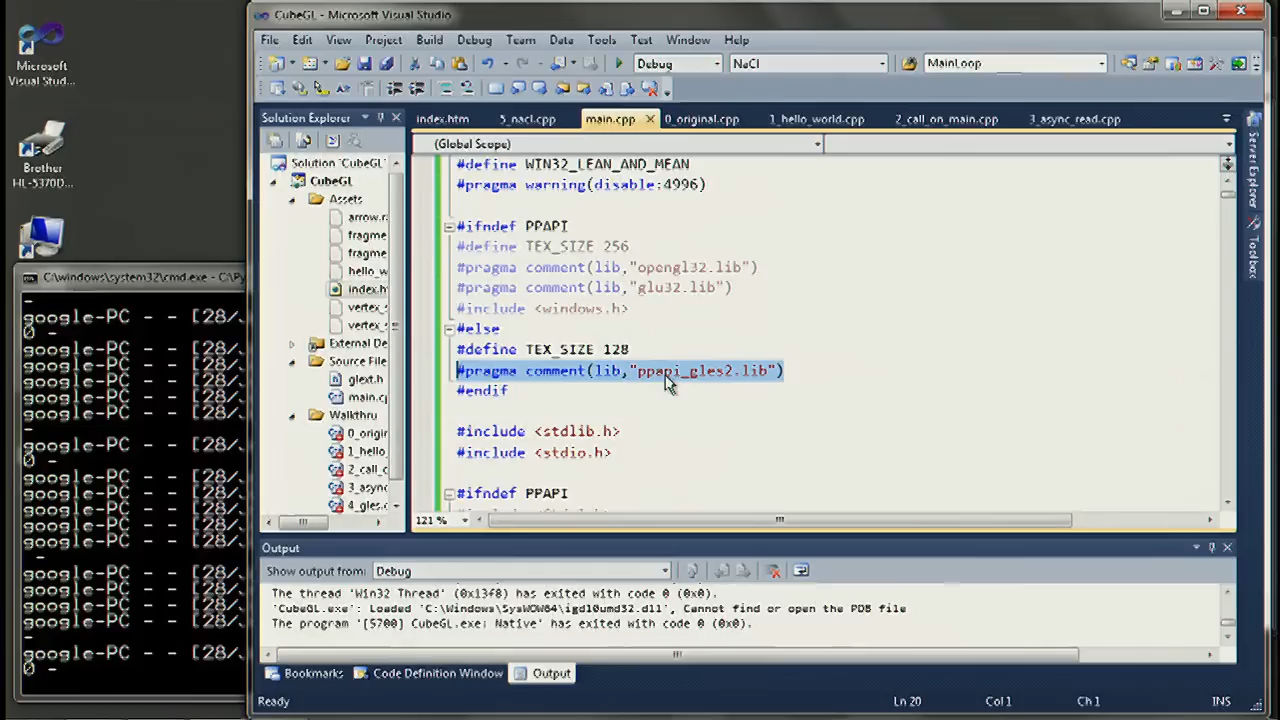 Microsoft
Visual Stud...
Brother
HL-5370D...
C:\windows\system32\cmd.exe - C:\Py
google-PC - - [28/
0 -
google-PC - - [28/
google-PC - - [28/
google-PC - - [28/
google-PC - - [28/
google-PC - - [28/
-
google-PC - - [28/
0 -
google-PC - - [28/
google-PC - - [28/
google-PC - - [28/
google-PC - - [28/
-
google-PC - - [28/
google-PC - - [28/
google-PC - - [28/
google-PC - - [28/
-
google-PC - - [28/
0 -
CubeGL - Microsoft Visual Studio
File Edit View Project Build Debug Team Data Tools Test Window Help
Debug NaCl MainLoop
Solution Explorer
Solution 'CubeGL'
CubeGL
Assets
arrow.r
fragme
fragme
hello_w
index.h
vertex_s
vertex_s
External De
Source File
glext.h
main.cp
Walkthru
0_origin
1_hello_
2_call_c
3_async
4_gles.c
index.htm 5_nacl.cpp main.cpp 0_original.cpp 1_hello_world.cpp 2_call_on_main.cpp 3_async_read.cpp
(Global Scope)
#define WIN32_LEAN_AND_MEAN
#pragma warning(disable:4996)
#ifndef PPAPI
#define TEX_SIZE 256
#pragma comment(lib,"opengl32.lib")
#pragma comment(lib,"glu32.lib")
#include <windows.h>
#else
#define TEX_SIZE 128
#pragma comment(lib,"ppapi_gles2.lib")
#endif
#include <stdlib.h>
#include <stdio.h>
#ifndef PPAPI
121 %
Server Explorer
Toolbox
Output
Show output from: Debug
The thread 'Win32 Thread' (0x13f8) has exited with code 0 (0x0).
'CubeGL.exe': Loaded 'C:\Windows\SysWOW64\igd10umd32.dll', Cannot find or open the PDB file
The program '[5700] CubeGL.exe: Native' has exited with code 0 (0x0).
Bookmarks Code Definition Window Output
Ready Ln 20 Col 1 Ch 1 INS